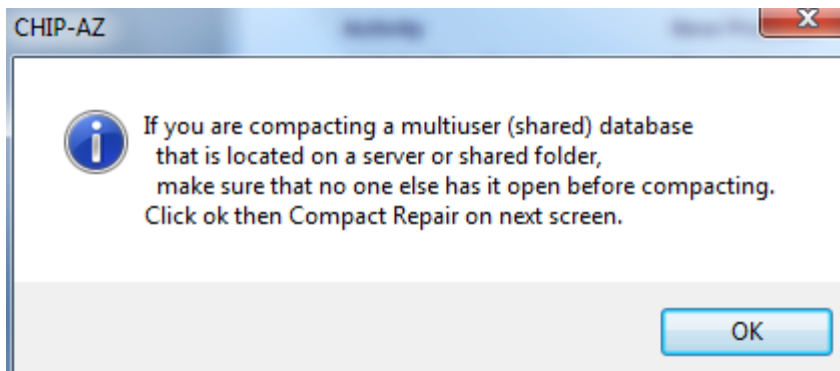 CHIP-AZ
Activity
If you are compacting a multiuser (shared) database
that is located on a server or shared folder,
make sure that no one else has it open before compacting.
Click ok then Compact Repair on next screen.
OK